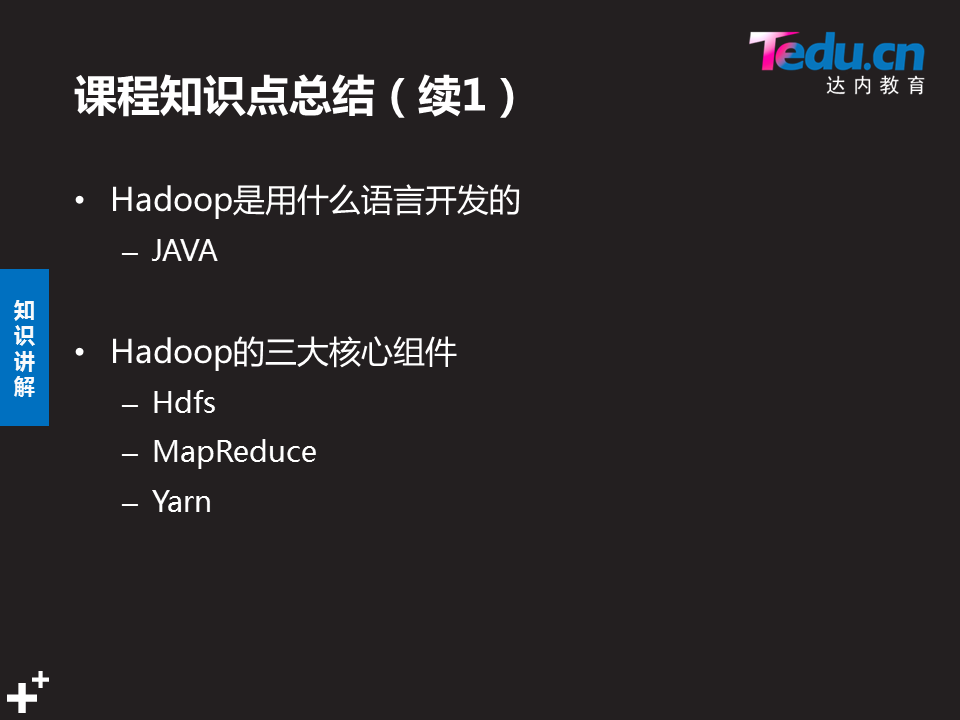 Tedu.cn
达内教育
课程知识点总结（续1）
• Hadoop是用什么语言开发的
– JAVA
知识讲解
• Hadoop的三大核心组件
– Hdfs
– MapReduce
– Yarn